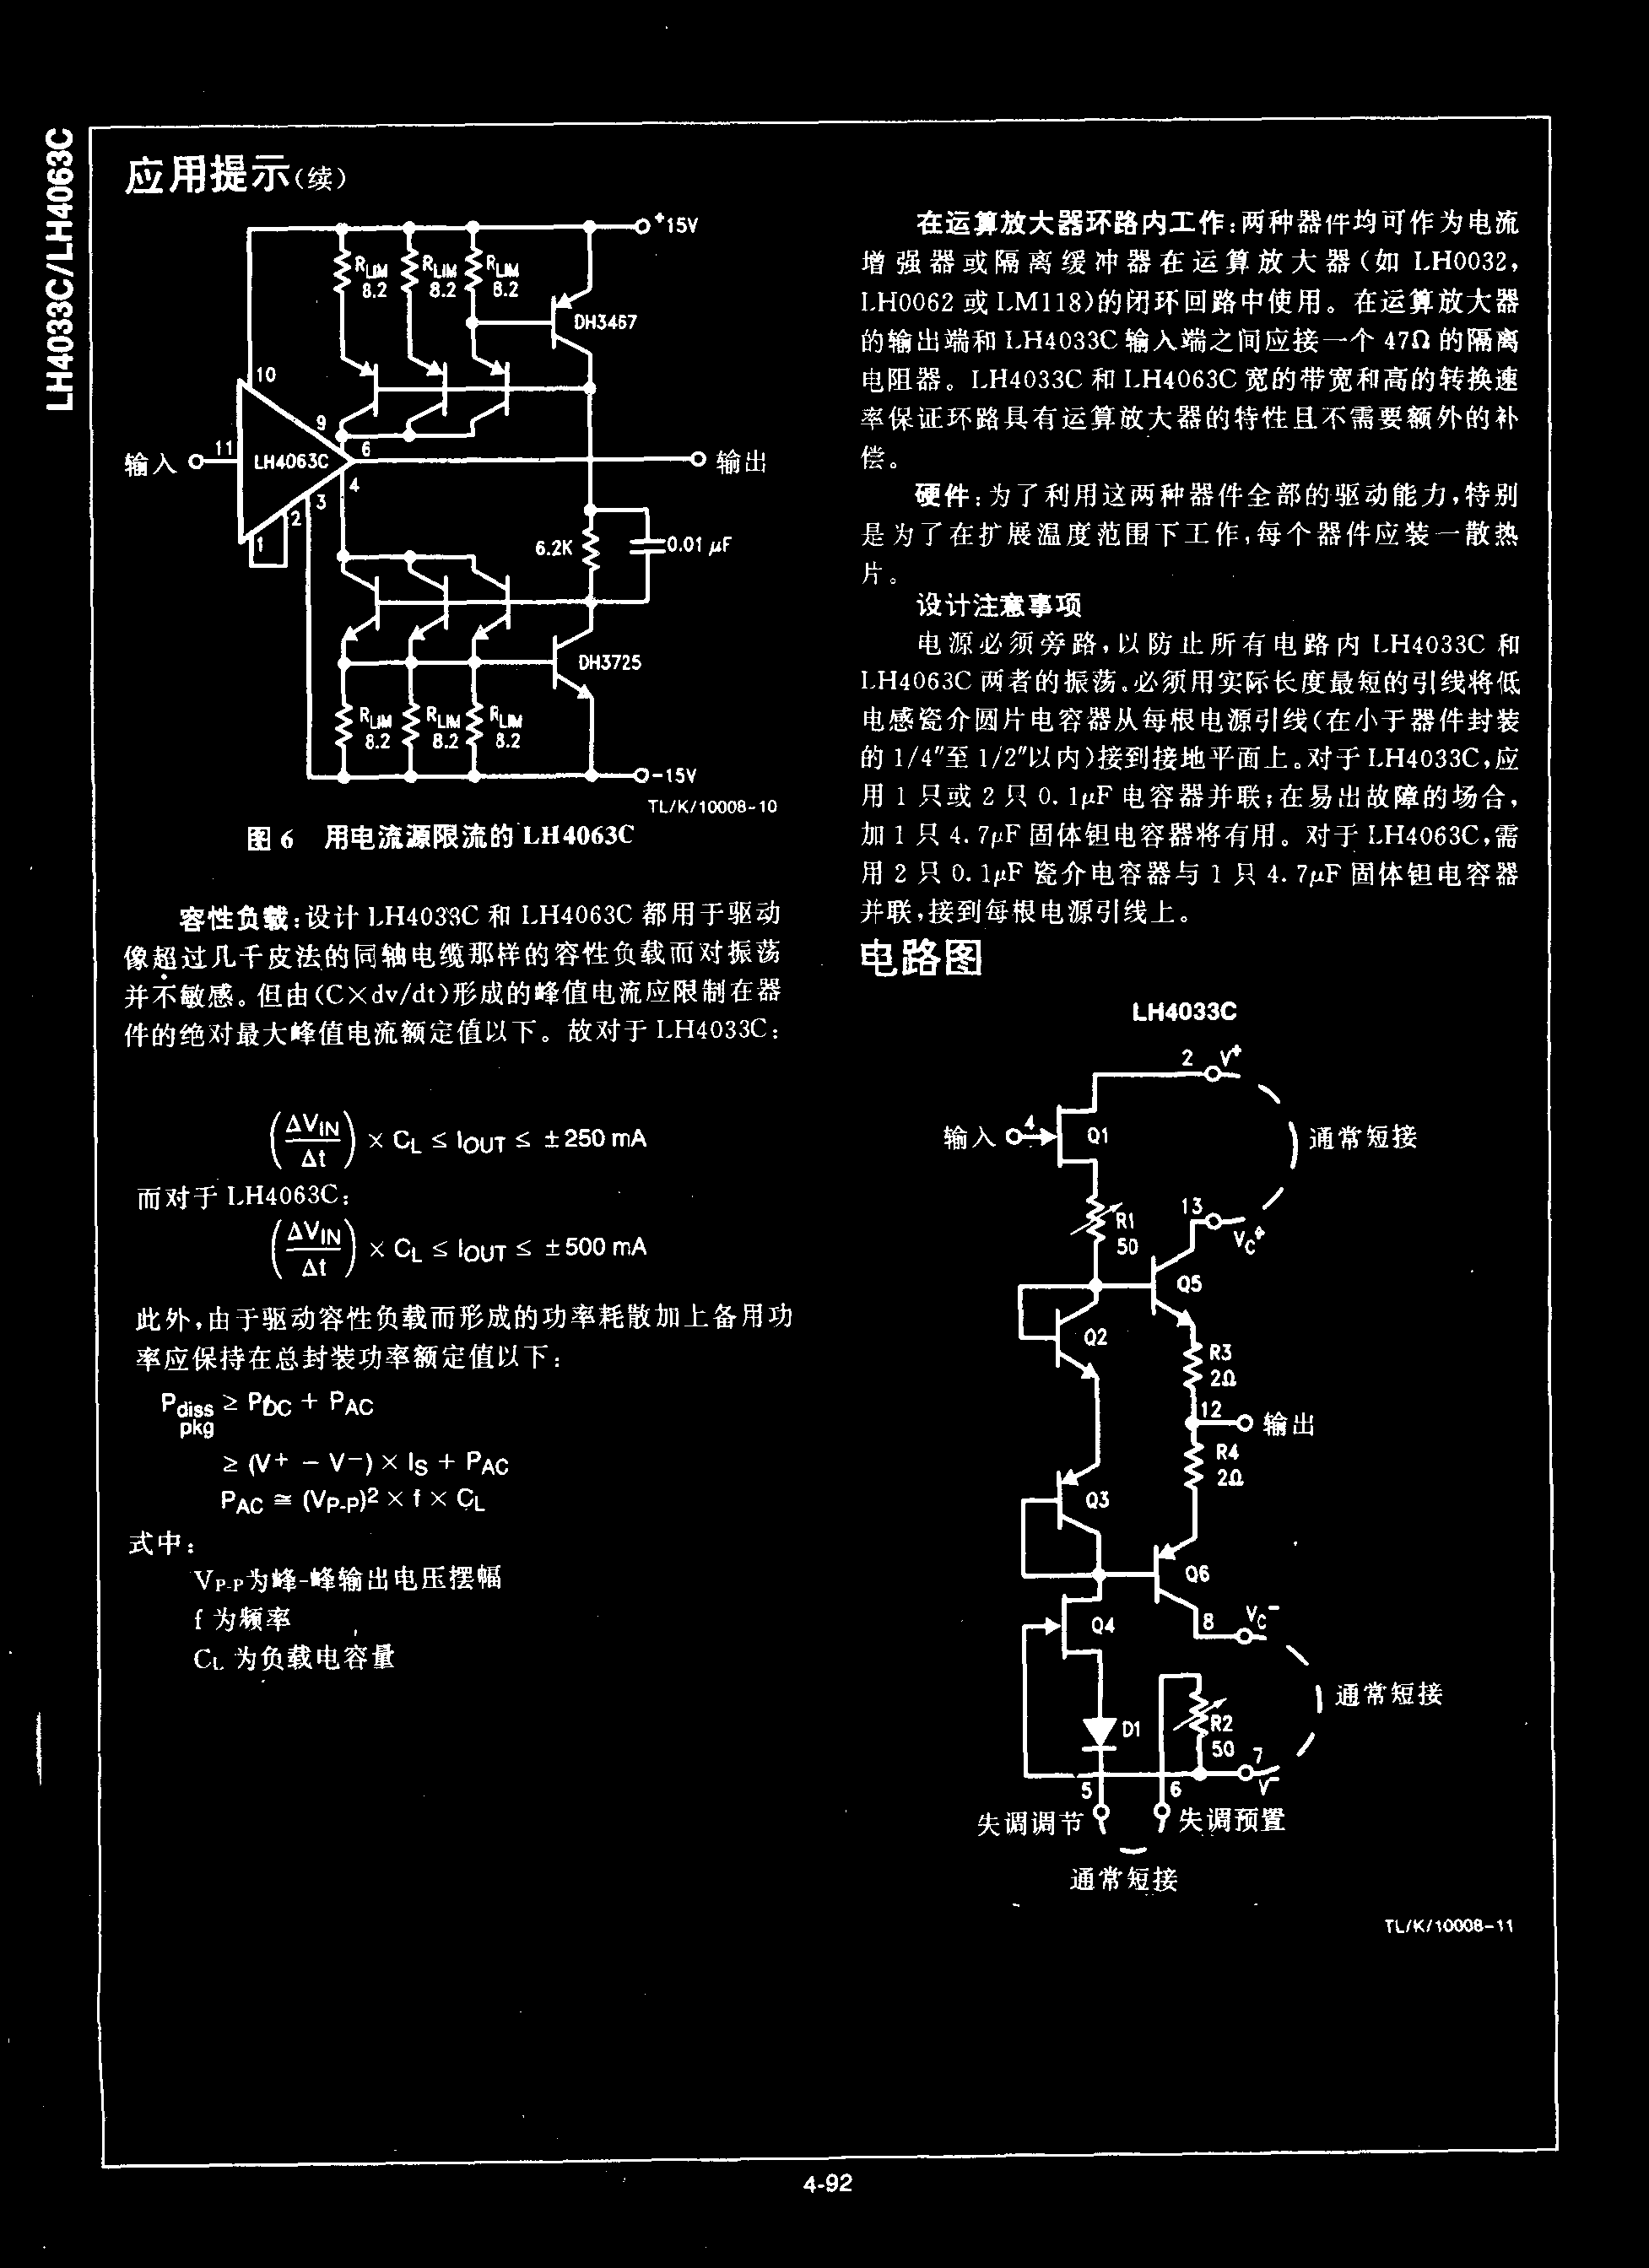 LH4033C/LH4063C
应用提示(续)
+15V
RLIM RLIM RLIM
8.2 8.2 8.2
DH3467
10
9
输入 11 LH4063C 6 输出
4
3
2
1
6.2K 0.01 μF
DH3725
RLIM RLIM RLIM
8.2 8.2 8.2
-15V
TL/K/10008-10
图 6 用电流源限流的 LH4063C
容性负载:设计 LH4033C 和 LH4063C 都用于驱动
像超过几千皮法的同轴电缆那样的容性负载而对振荡
并不敏感。但由(C×dv/dt)形成的峰值电流应限制在器
件的绝对最大峰值电流额定值以下。故对于 LH4033C:
(ΔVIN/Δt) × CL ≤ IOUT ≤ ±250 mA
而对于 LH4063C:
(ΔVIN/Δt) × CL ≤ IOUT ≤ ±500 mA
此外,由于驱动容性负载而形成的功率耗散加上备用功
率应保持在总封装功率额定值以下:
Pdiss ≥ PDC + PAC
pkg
≥ (V+ − V−) × IS + PAC
PAC ≅ (VP-P)² × f × CL
式中:
VP-P为峰-峰输出电压摆幅
f 为频率
CL 为负载电容量
在运算放大器环路内工作:两种器件均可作为电流
增强器或隔离缓冲器在运算放大器(如 LH0032,
LH0062 或 LM118)的闭环回路中使用。在运算放大器
的输出端和 LH4033C 输入端之间应接一个 47Ω 的隔离
电阻器。LH4033C 和 LH4063C 宽的带宽和高的转换速
率保证环路具有运算放大器的特性且不需要额外的补
偿。
硬件:为了利用这两种器件全部的驱动能力,特别
是为了在扩展温度范围下工作,每个器件应装一散热
片。
设计注意事项
电源必须旁路,以防止所有电路内 LH4033C 和
LH4063C 两者的振荡。必须用实际长度最短的引线将低
电感瓷介圆片电容器从每根电源引线(在小于器件封装
的 1/4″至 1/2″以内)接到接地平面上。对于 LH4033C,应
用 1 只或 2 只 0.1μF 电容器并联;在易出故障的场合,
加 1 只 4.7μF 固体钽电容器将有用。对于 LH4063C,需
用 2 只 0.1μF 瓷介电容器与 1 只 4.7μF 固体钽电容器
并联,接到每根电源引线上。
电路图
LH4033C
2 V+
输入 4 Q1 通常短接
R1
50
13
VC+
Q5
Q2
R3
2Ω
12 输出
R4
2Ω
Q3
Q6
8 VC−
Q4
通常短接
D1
R2
50 7
V−
5 6
失调调节 失调预置
通常短接
TL/K/10008-11
4-92